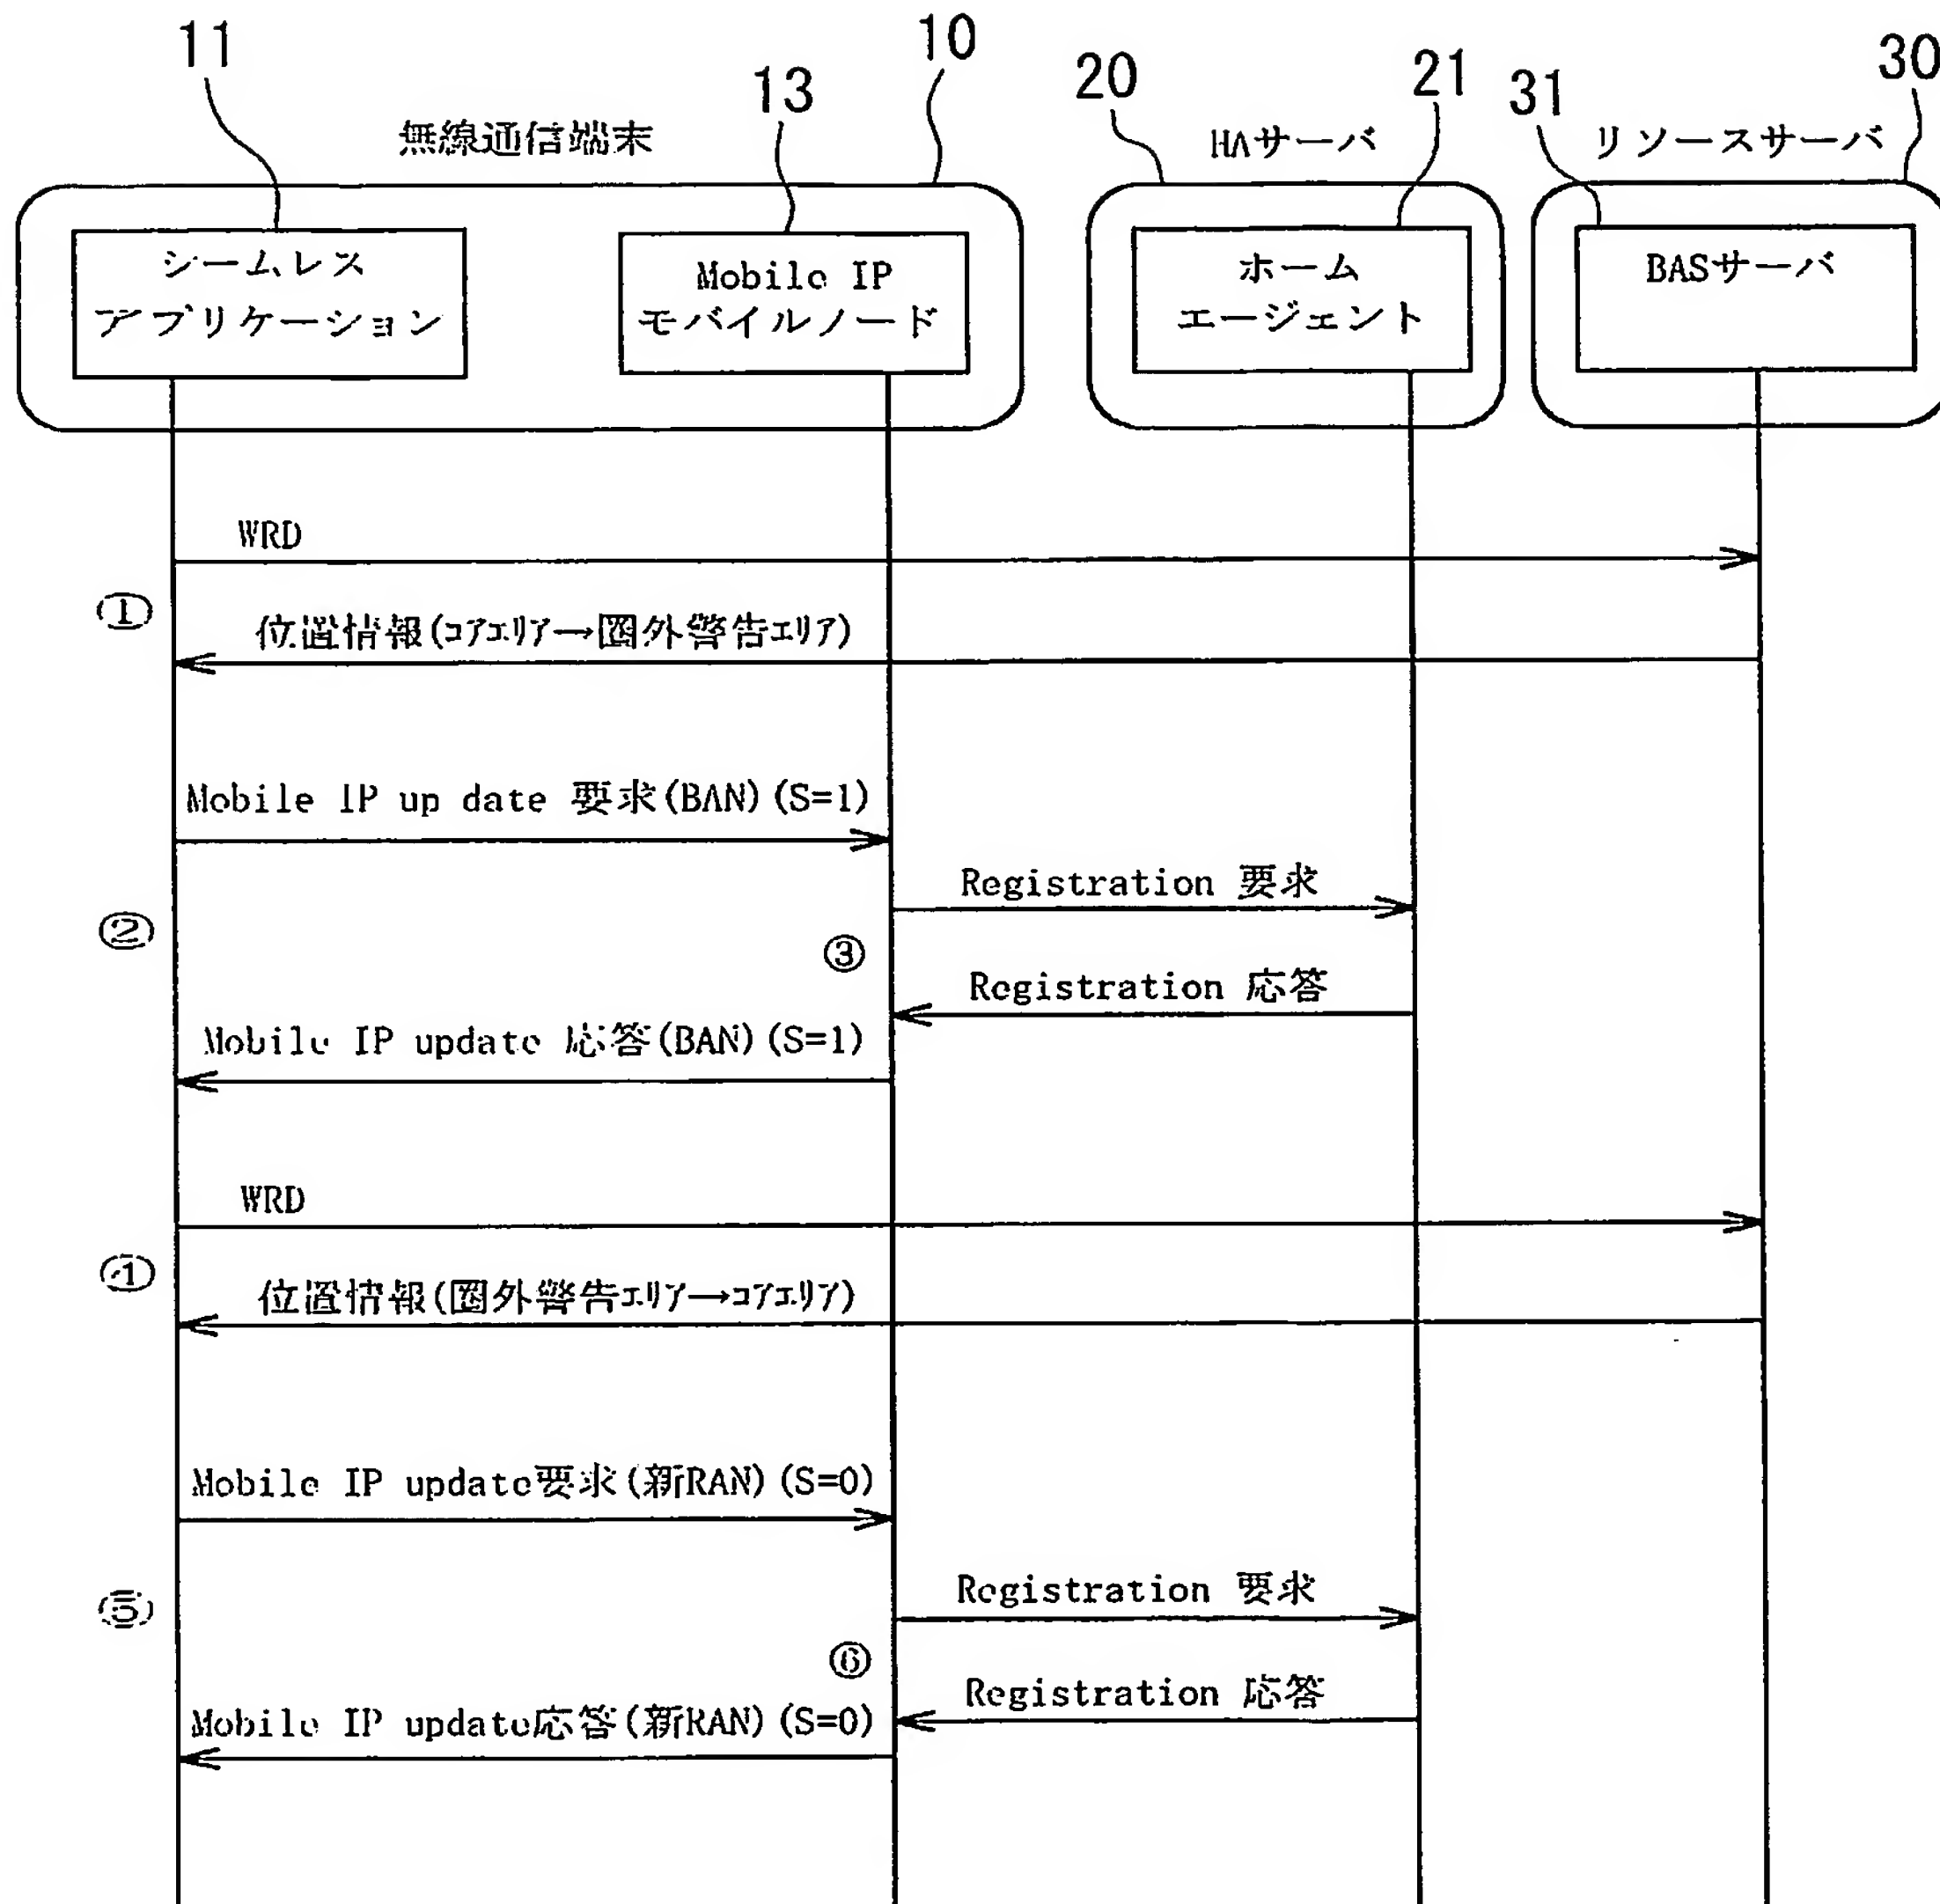 11
10
13
20
21
31
30
無線通信端末
HAサーバ
リソースサーバ
シームレス
アプリケーション
Mobile IP
モバイルノード
ホーム
エージェント
BASサーバ
WRD
①
位置情報(コアエリア→圏外警告エリア)
Mobile IP up date 要求(BAN)(S=1)
Registration 要求
②
③
Registration 応答
Mobile IP update 応答(BAN)(S=1)
WRD
④
位置情報(圏外警告エリア→コアエリア)
Mobile IP update要求(新RAN)(S=0)
Registration 要求
⑤
⑥
Registration 応答
Mobile IP update応答(新RAN)(S=0)